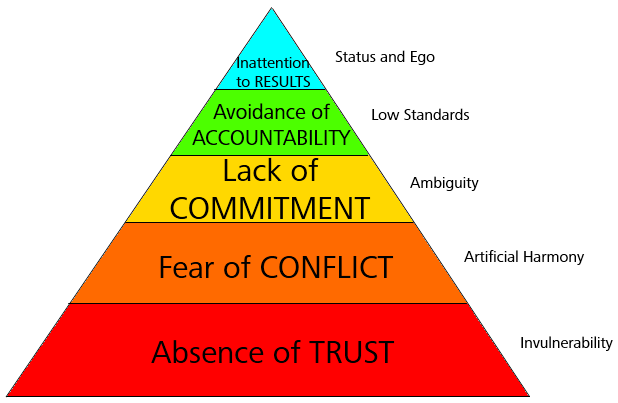 Inattention
to RESULTS
Status and Ego
Avoidance of
ACCOUNTABILITY
Low Standards
Lack of
COMMITMENT
Ambiguity
Fear of CONFLICT
Artificial Harmony
Absence of TRUST
Invulnerability